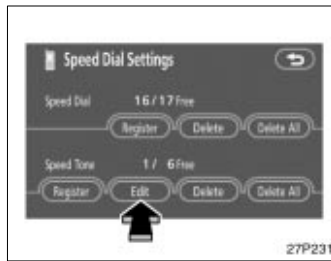 Speed Dial Settings
Speed Dial 16/17 Free
Register Delete Delete All
Speed Tone 1/ 6 Free
Register Edit Delete Delete All
27P231